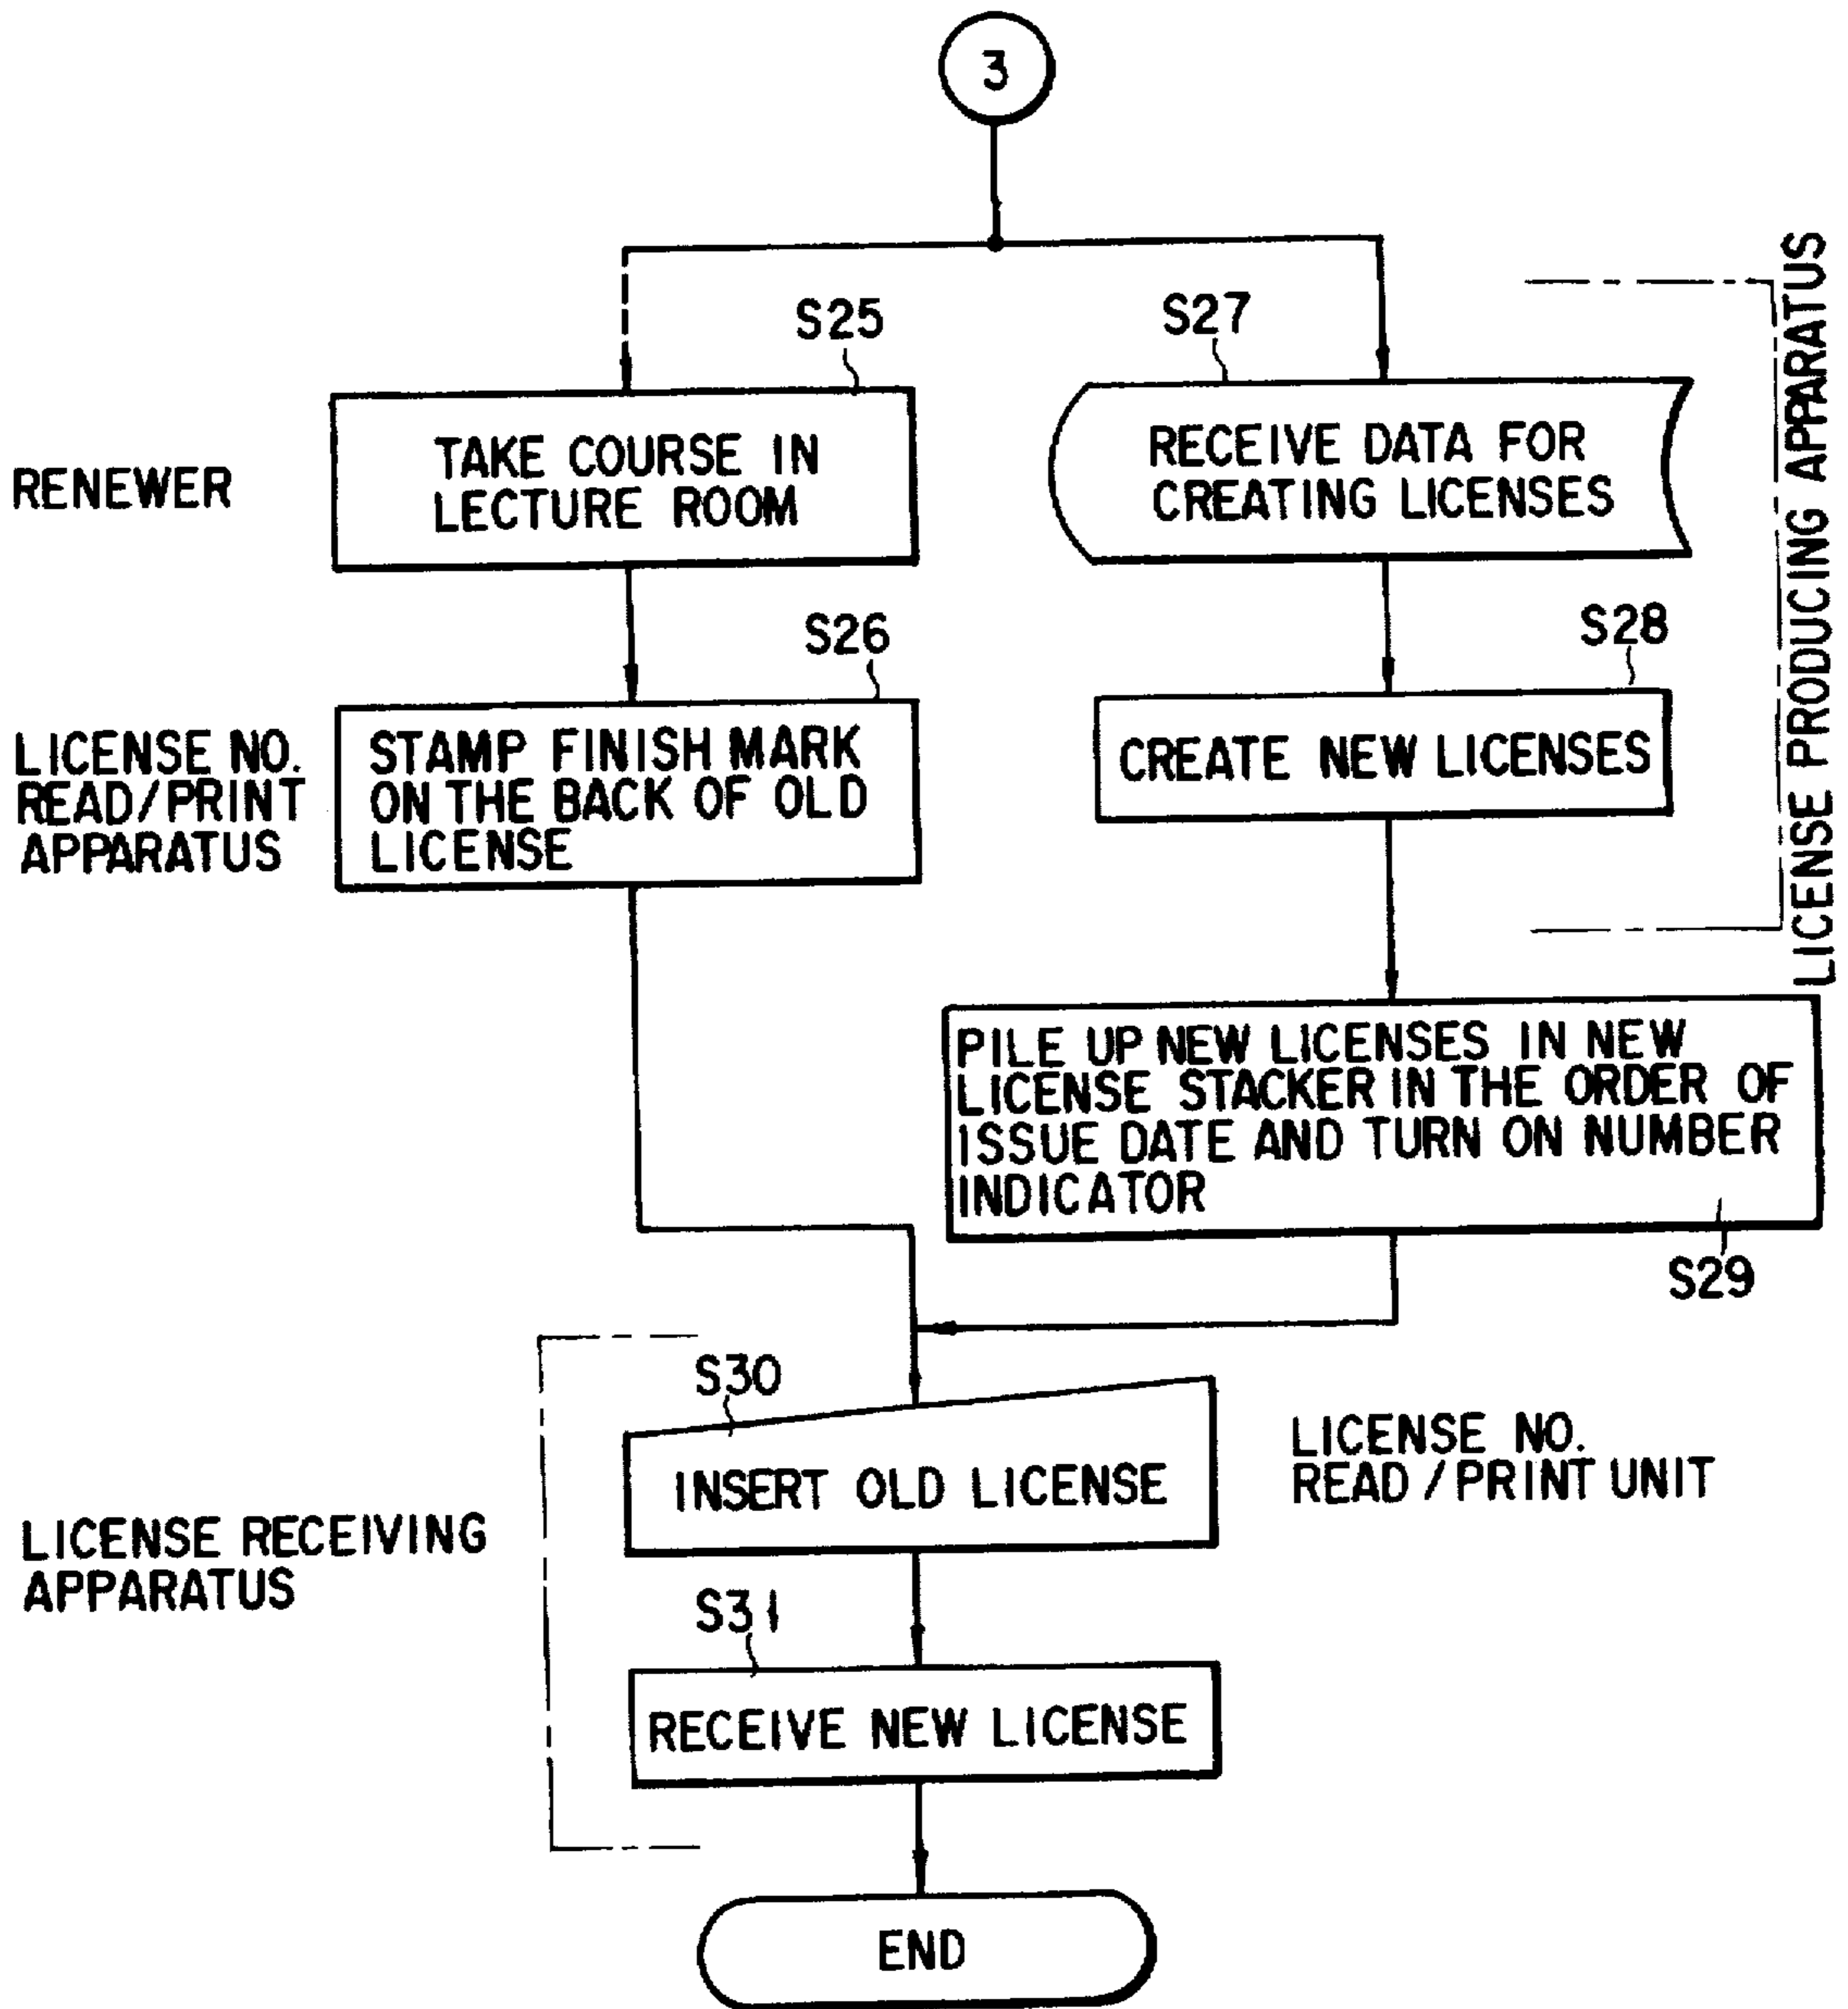 3
S25
S27
RENEWER
TAKE COURSE IN
LECTURE ROOM
RECEIVE DATA FOR
CREATING LICENSES
LICENSE PRODUCING APPARATUS
S26
S28
LICENSE NO.
READ/PRINT
APPARATUS
STAMP FINISH MARK
ON THE BACK OF OLD
LICENSE
CREATE NEW LICENSES
PILE UP NEW LICENSES IN NEW
LICENSE STACKER IN THE ORDER OF
ISSUE DATE AND TURN ON NUMBER
INDICATOR
S29
S30
INSERT OLD LICENSE
LICENSE NO.
READ/PRINT UNIT
LICENSE RECEIVING
APPARATUS
S31
RECEIVE NEW LICENSE
END